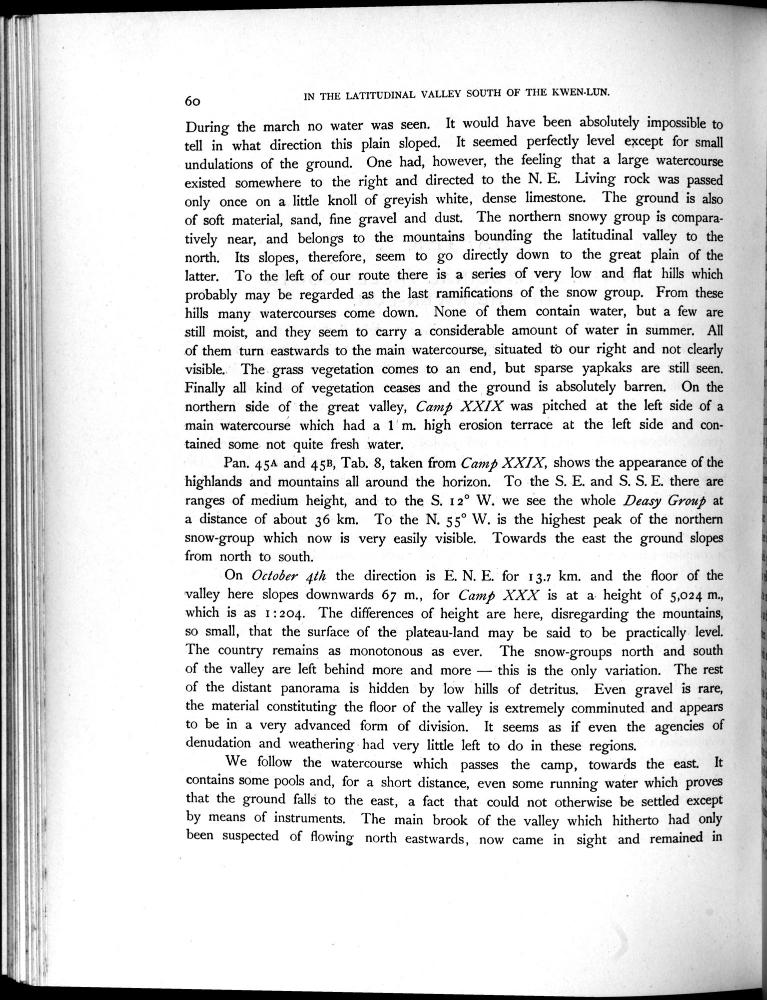 60
IN THE LATITUDINAL VALLEY SOUTH OF THE KWEN-LUN.
During the march no water was seen. It would have been absolutely impossible to
tell in what direction this plain sloped. It seemed perfectly level except for small
undulations of the ground. One had, however, the feeling that a large watercourse
existed somewhere to the right and directed to the N. E. Living rock was passed
only once on a little knoll of greyish white, dense limestone. The ground is also
of soft material, sand, fine gravel and dust. The northern snowy group is compara-
tively near, and belongs to the mountains bounding the latitudinal valley to the
north. Its slopes, therefore, seem to go directly down to the great plain of the
latter. To the left of our route there is a series of very low and flat hills which
probably may be regarded as the last ramifications of the snow group. From these
hills many watercourses come down. None of them contain water, but a few are
still moist, and they seem to carry a considerable amount of water in summer. All
of them turn eastwards to the main watercourse, situated to our right and not clearly
visible. The grass vegetation comes to an end, but sparse yapkaks are still seen.
Finally all kind of vegetation ceases and the ground is absolutely barren. On the
northern side of the great valley, Camp XXIX was pitched at the left side of a
main watercourse which had a 1 m. high erosion terrace at the left side and con-
tained some not quite fresh water.
Pan. 45A and 45B, Tab. 8, taken from Camp XXIX, shows the appearance of the
highlands and mountains all around the horizon. To the S. E. and S. S. E. there are
ranges of medium height, and to the S. 12° W. we see the whole Deasy Group at
a distance of about 36 km. To the N. 55° W. is the highest peak of the northern
snow-group which now is very easily visible. Towards the east the ground slopes
from north to south.
On October 4th the direction is E. N. E. for 13.7 km. and the floor of the
valley here slopes downwards 67 m., for Camp XXX is at a height of 5,024 m.,
which is as 1:204. The differences of height are here, disregarding the mountains,
so small, that the surface of the plateau-land may be said to be practically level.
The country remains as monotonous as ever. The snow-groups north and south
of the valley are left behind more and more — this is the only variation. The rest
of the distant panorama is hidden by low hills of detritus. Even gravel is rare,
the material constituting the floor of the valley is extremely comminuted and appears
to be in a very advanced form of division. It seems as if even the agencies of
denudation and weathering had very little left to do in these regions.
We follow the watercourse which passes the camp, towards the east. It
contains some pools and, for a short distance, even some running water which proves
that the ground falls to the east, a fact that could not otherwise be settled except
by means of instruments. The main brook of the valley which hitherto had only
been suspected of flowing north eastwards, now came in sight and remained in